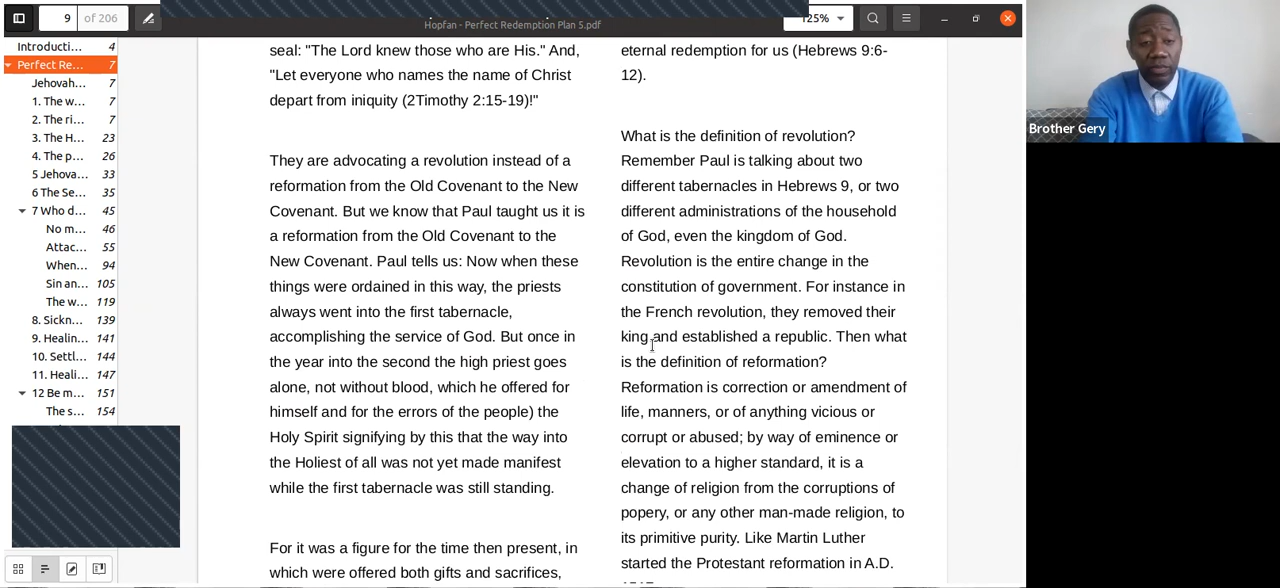 9
of 206
Hopfan - Perfect Redemption Plan 5.pdf
125%
Introducti... 4
Perfect Re... 7
Jehovah... 7
1. The w... 7
2. The ri... 7
3. The H... 23
4. The p... 26
5 Jehova... 33
6 The Se... 35
7 Who d... 45
No m... 46
Attac... 55
When... 94
Sin an... 105
The w... 119
8. Sickn... 139
9. Healin... 141
10. Settl... 144
11. Heali... 147
12 Be m... 151
The s... 154
seal: "The Lord knew those who are His." And,
"Let everyone who names the name of Christ
depart from iniquity (2Timothy 2:15-19)!"
They are advocating a revolution instead of a
reformation from the Old Covenant to the New
Covenant. But we know that Paul taught us it is
a reformation from the Old Covenant to the
New Covenant. Paul tells us: Now when these
things were ordained in this way, the priests
always went into the first tabernacle,
accomplishing the service of God. But once in
the year into the second the high priest goes
alone, not without blood, which he offered for
himself and for the errors of the people) the
Holy Spirit signifying by this that the way into
the Holiest of all was not yet made manifest
while the first tabernacle was still standing.
For it was a figure for the time then present, in
which were offered both gifts and sacrifices,
eternal redemption for us (Hebrews 9:6-
12).
What is the definition of revolution?
Remember Paul is talking about two
different tabernacles in Hebrews 9, or two
different administrations of the household
of God, even the kingdom of God.
Revolution is the entire change in the
constitution of government. For instance in
the French revolution, they removed their
king and established a republic. Then what
is the definition of reformation?
Reformation is correction or amendment of
life, manners, or of anything vicious or
corrupt or abused; by way of eminence or
elevation to a higher standard, it is a
change of religion from the corruptions of
popery, or any other man-made religion, to
its primitive purity. Like Martin Luther
started the Protestant reformation in A.D.
Brother Gery